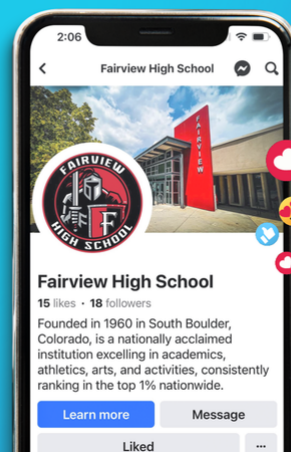 2:06
Fairview High School
FAIRVIEW
FAIRVIEW
HIGH SCHOOL
F
Fairview High School
15 likes · 18 followers
Founded in 1960 in South Boulder,
Colorado, is a nationally acclaimed
institution excelling in academics,
athletics, arts, and activities, consistently
ranking in the top 1% nationwide.
Learn more
Message
Liked
...